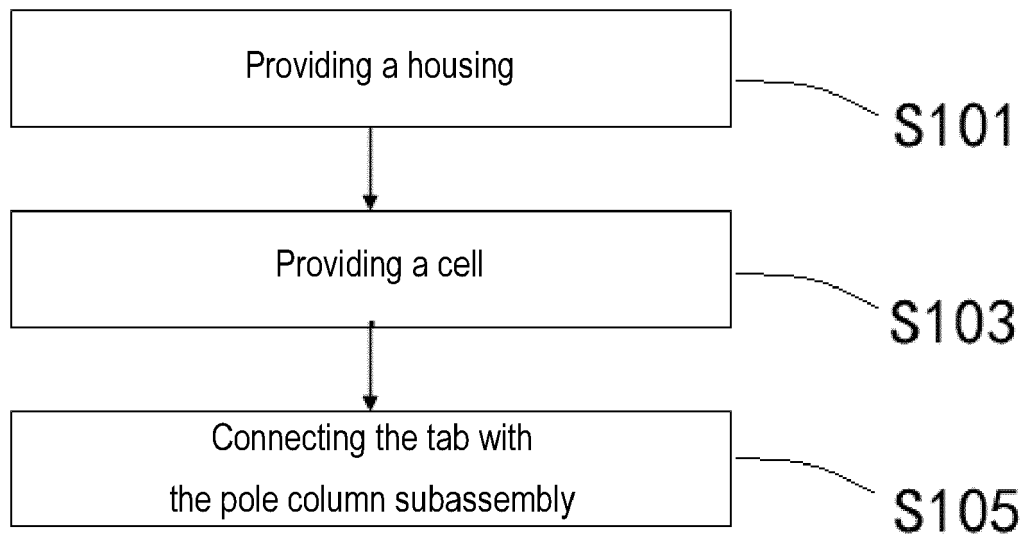 Providing a housing
S101
Providing a cell
S103
Connecting the tab with
the pole column subassembly
S105